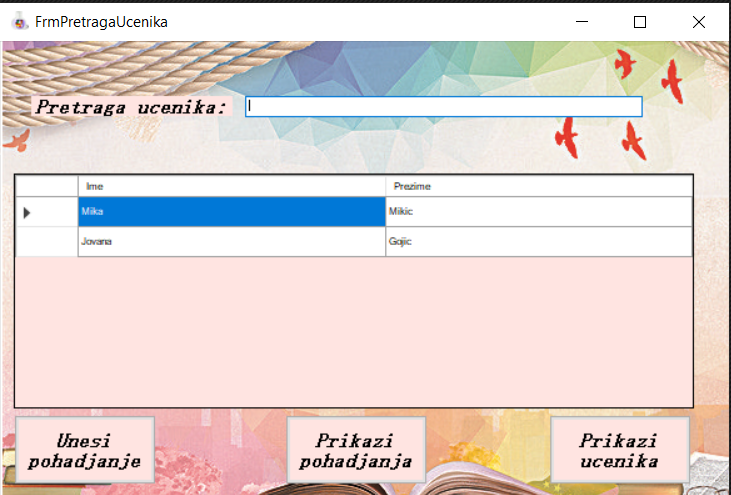 FrmPretragaUcenika
Pretraga ucenika:
Ime Prezime
Mika Mikic
Jovana Gojic
Unesi pohadjanje
Prikazi pohadjanja
Prikazi ucenika